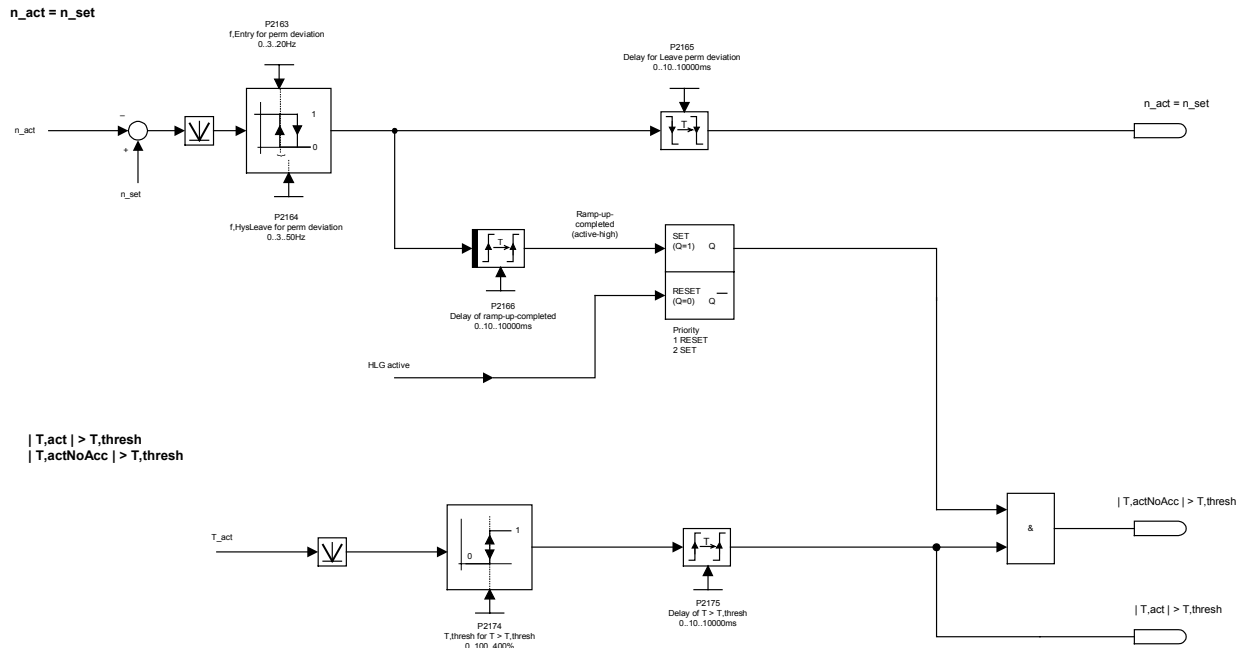 n_act = n_set
P2163
f,Entry for perm deviation
0..3..20Hz
P2165
Delay for Leave perm deviation
0..10..10000ms
n_act = n_set
–
n_act
1
T
0
+
n_set
P2164
f,HysLeave for perm deviation
0..3..50Hz
Ramp-up-
completed
(active-high)
SET
(Q=1) Q
T
RESET
(Q=0) Q
P2166
Delay of ramp-up-completed
0..10..10000ms
Priority
1 RESET
2 SET
HLG active
| T,act | > T,thresh
| T,actNoAcc | > T,thresh
| T,actNoAcc | > T,thresh
&
1
T_act
T
0
P2175
Delay of T > T,thresh
0..10..10000ms
| T,act | > T,thresh
P2174
T,thresh for T > T,thresh
0..100..400%